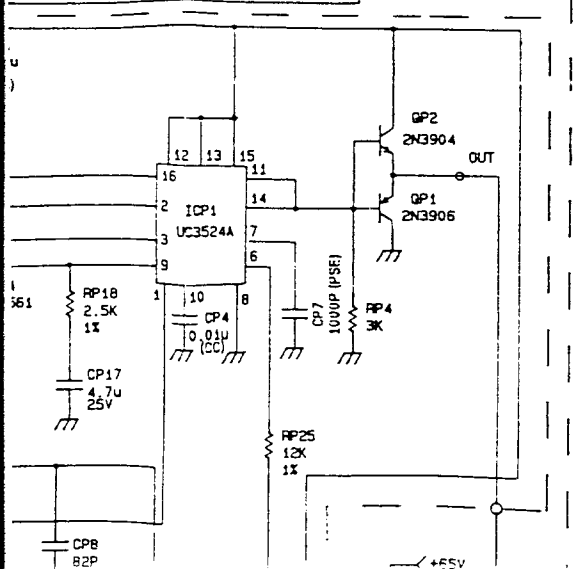 u
)
QP2
2N3904
OUT
12 13 15
11
16
14
2
ICP1
UC3524A
QP1
2N3906
3
7
9
6
1
10
8
561
RP18
2.5K
1%
CP4
0.01u
(CC)
CP7
1000P (PSE)
RP4
3K
CP17
4.7u
25V
RP25
12K
1%
CP8
82P
+65V